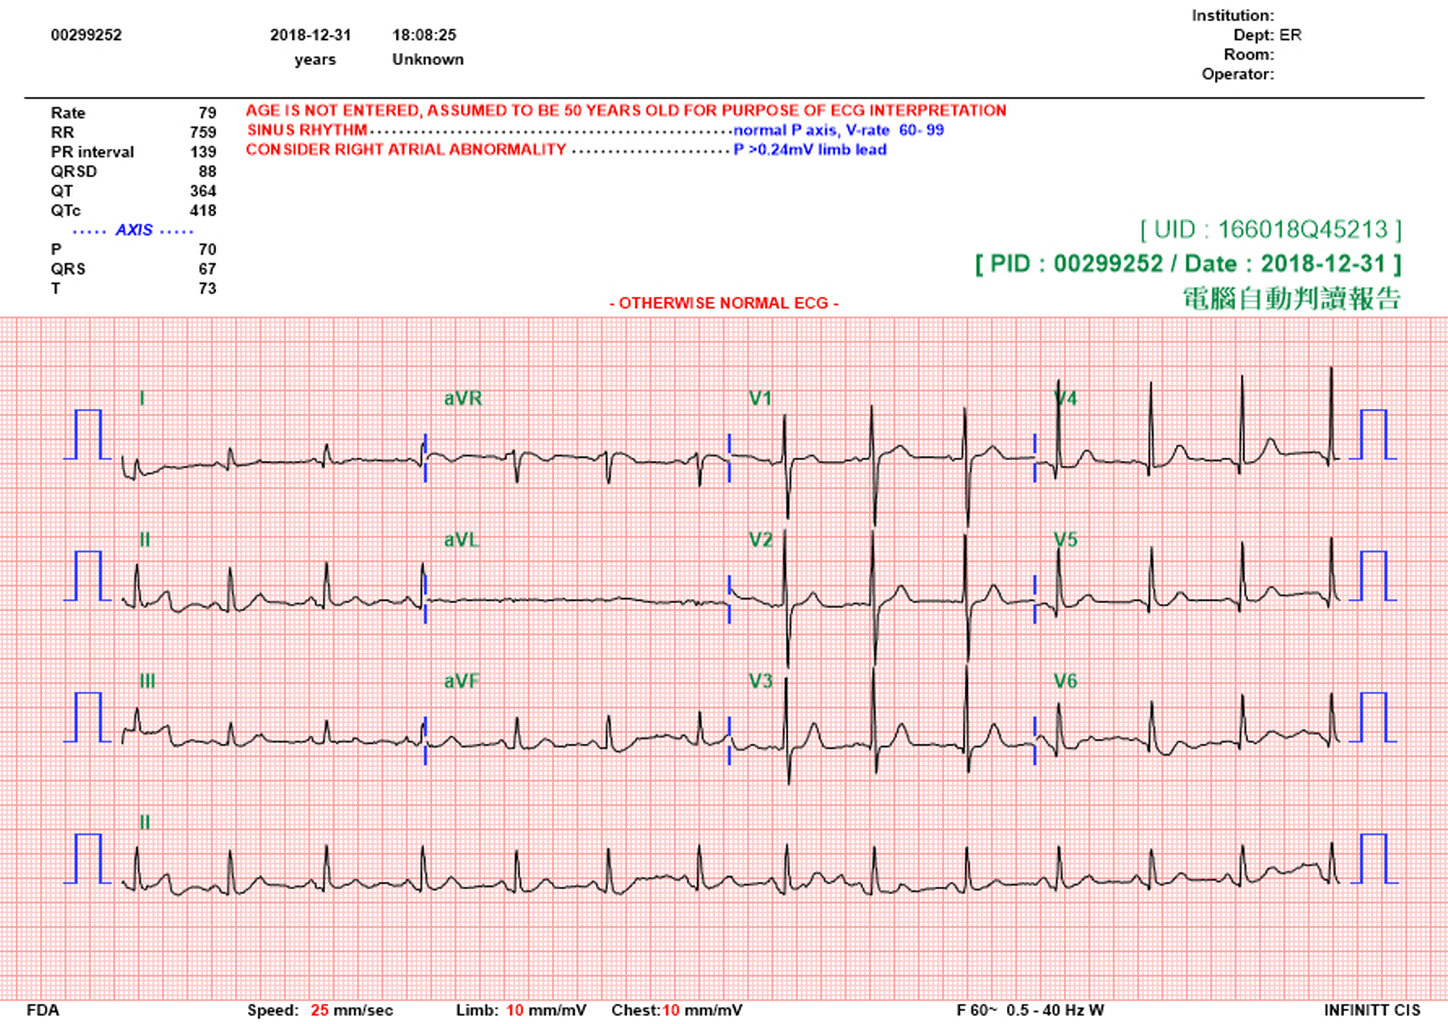 Institution:
00299252 2018-12-31 18:08:25 Dept: ER
years Unknown Room:
Operator:
Rate 79 AGE IS NOT ENTERED, ASSUMED TO BE 50 YEARS OLD FOR PURPOSE OF ECG INTERPRETATION
RR 759 SINUS RHYTHM normal P axis, V-rate 60- 99
PR interval 139 CONSIDER RIGHT ATRIAL ABNORMALITY P >0.24mV limb lead
QRSD 88
QT 364
QTc 418
..... AXIS .....
[ UID : 166018Q45213 ]
P 70
[ PID : 00299252 / Date : 2018-12-31 ]
QRS 67
T 73
電腦自動判讀報告
- OTHERWISE NORMAL ECG -
I aVR V1 V4
II aVL V2 V5
III aVF V3 V6
II
FDA Speed: 25 mm/sec Limb: 10 mm/mV Chest:10 mm/mV F 60~ 0.5 - 40 Hz W INFINITT CIS